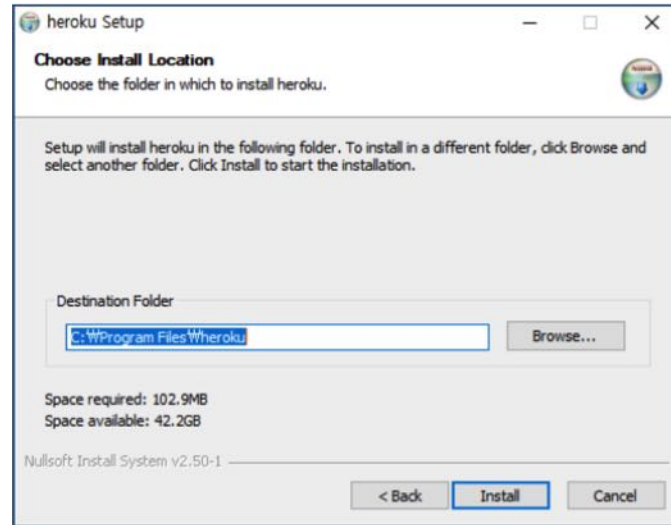 heroku Setup
Choose Install Location
Choose the folder in which to install heroku.
Setup will install heroku in the following folder. To install in a different folder, click Browse and
select another folder. Click Install to start the installation.
Destination Folder
C:₩Program Files₩heroku
Browse...
Space required: 102.9MB
Space available: 42.2GB
Nullsoft Install System v2.50-1
< Back
Install
Cancel